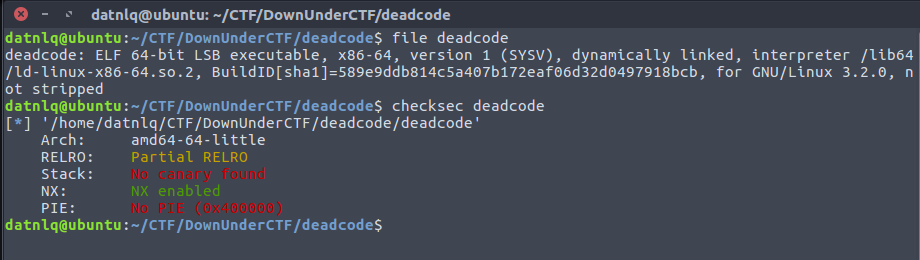 datnlq@ubuntu: ~/CTF/DownUnderCTF/deadcode
datnlq@ubuntu:~/CTF/DownUnderCTF/deadcode$ file deadcode
deadcode: ELF 64-bit LSB executable, x86-64, version 1 (SYSV), dynamically linked, interpreter /lib64
/ld-linux-x86-64.so.2, BuildID[sha1]=589e9ddb814c5a407b172eaf06d32d0497918bcb, for GNU/Linux 3.2.0, n
ot stripped
datnlq@ubuntu:~/CTF/DownUnderCTF/deadcode$ checksec deadcode
[*] '/home/datnlq/CTF/DownUnderCTF/deadcode/deadcode'
    Arch:     amd64-64-little
    RELRO:    Partial RELRO
    Stack:    No canary found
    NX:       NX enabled
    PIE:      No PIE (0x400000)
datnlq@ubuntu:~/CTF/DownUnderCTF/deadcode$